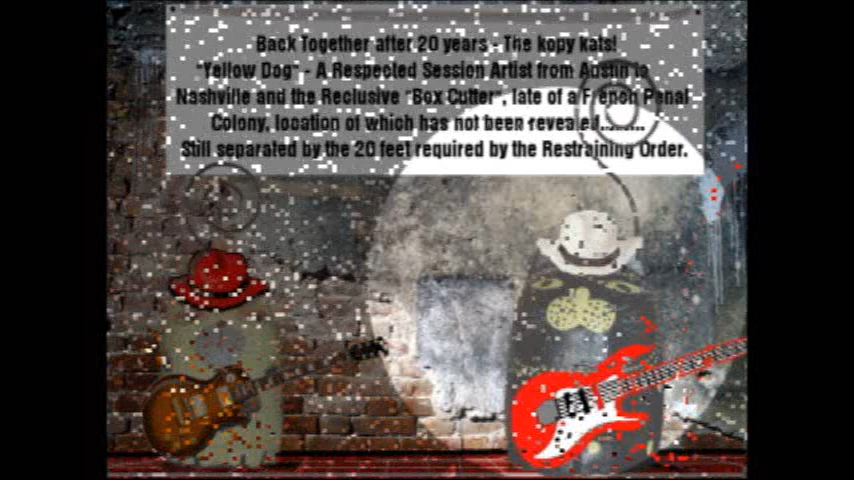 Back Together after 20 years - The kopy kats!
"Yellow Dog" - A Respected Session Artist from Austin to
Nashville and the Reclusive "Box Cutter", late of a French Penal
Colony, location of which has not been revealed.........
Still separated by the 20 feet required by the Restraining Order.